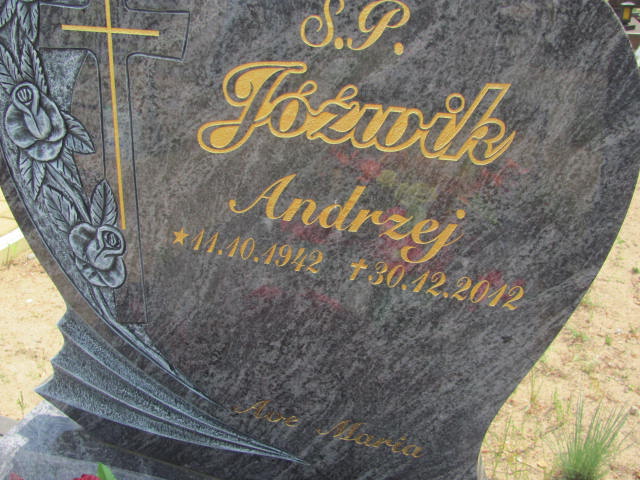 Ś.P.
Jóźwik
Andrzej
★11.10.1942 ✝30.12.2012
Ave Maria